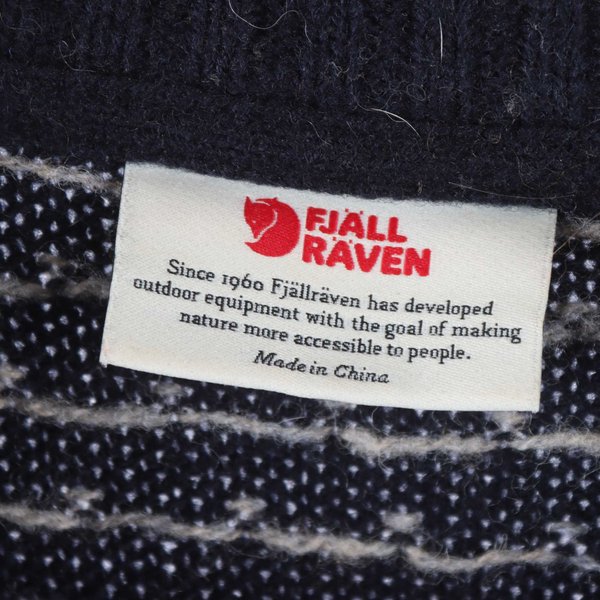 FJÄLL
RÄVEN
Since 1960 Fjällräven has developed
outdoor equipment with the goal of making
nature more accessible to people.
Made in China